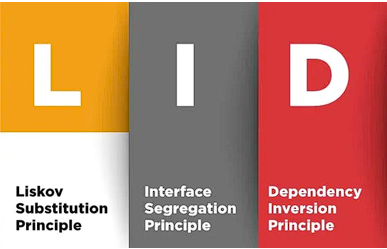 L I D
Liskov
Substitution
Principle
Interface
Segregation
Principle
Dependency
Inversion
Principle